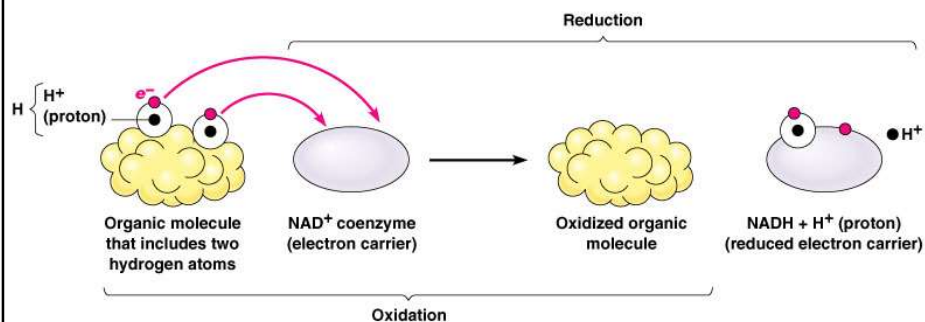 Reduction
e−
H
H+
(proton)
H+
Organic molecule
that includes two
hydrogen atoms
NAD+ coenzyme
(electron carrier)
Oxidized organic
molecule
NADH + H+ (proton)
(reduced electron carrier)
Oxidation